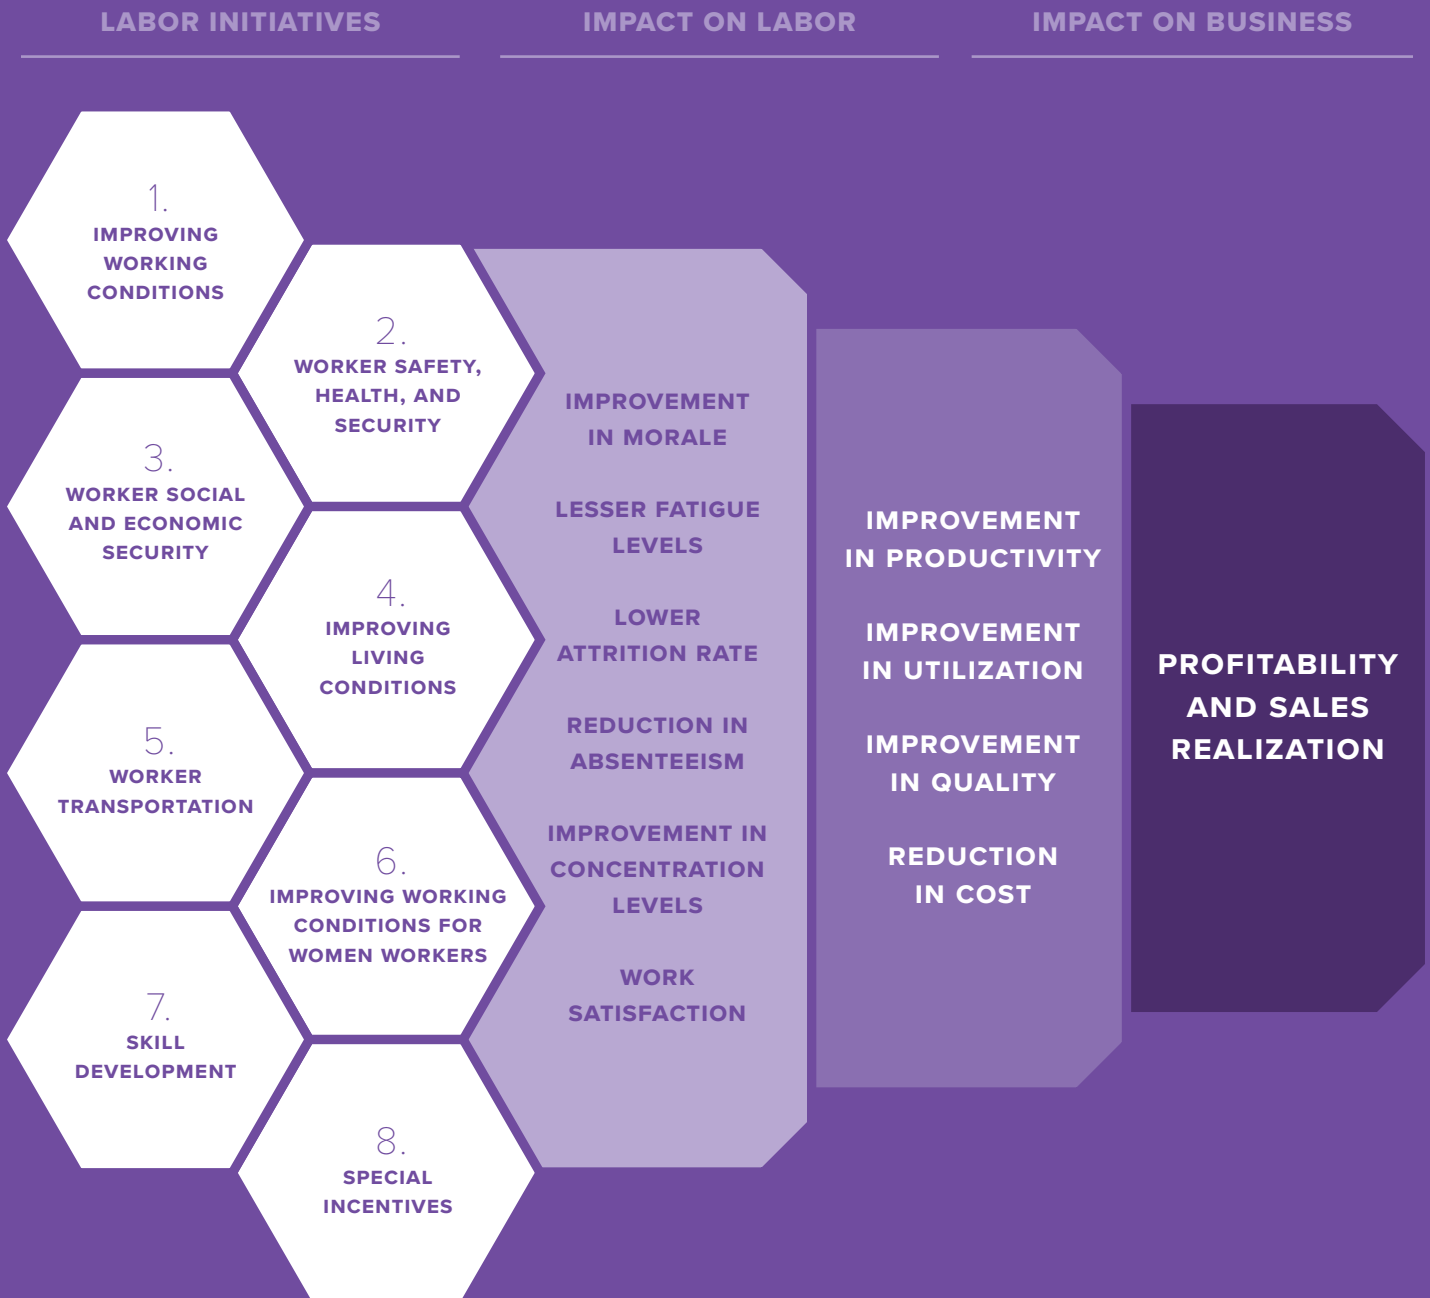 LABOR INITIATIVES
IMPACT ON LABOR
IMPACT ON BUSINESS
1.
IMPROVING
WORKING
CONDITIONS
2.
WORKER SAFETY,
HEALTH, AND
SECURITY
3.
WORKER SOCIAL
AND ECONOMIC
SECURITY
4.
IMPROVING
LIVING
CONDITIONS
5.
WORKER
TRANSPORTATION
6.
IMPROVING WORKING
CONDITIONS FOR
WOMEN WORKERS
7.
SKILL
DEVELOPMENT
8.
SPECIAL
INCENTIVES
IMPROVEMENT
IN MORALE
LESSER FATIGUE
LEVELS
LOWER
ATTRITION RATE
REDUCTION IN
ABSENTEEISM
IMPROVEMENT IN
CONCENTRATION
LEVELS
WORK
SATISFACTION
IMPROVEMENT
IN PRODUCTIVITY
IMPROVEMENT
IN UTILIZATION
IMPROVEMENT
IN QUALITY
REDUCTION
IN COST
PROFITABILITY
AND SALES
REALIZATION